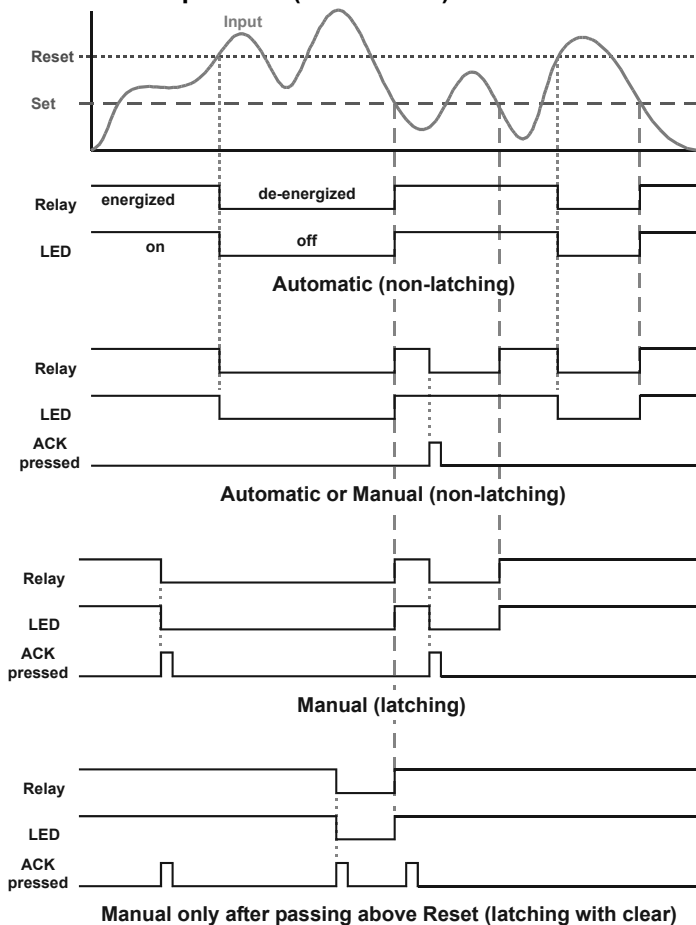 Input
Reset
Set
Relay energized de-energized
LED on off
Automatic (non-latching)
Relay
LED
ACK
pressed
Automatic or Manual (non-latching)
Relay
LED
ACK
pressed
Manual (latching)
Relay
LED
ACK
pressed
Manual only after passing above Reset (latching with clear)